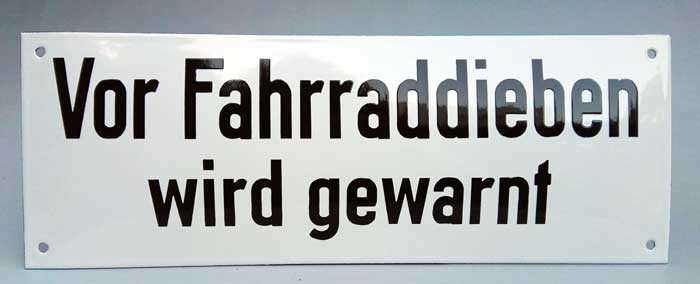 Vor Fahrraddieben
wird gewarnt